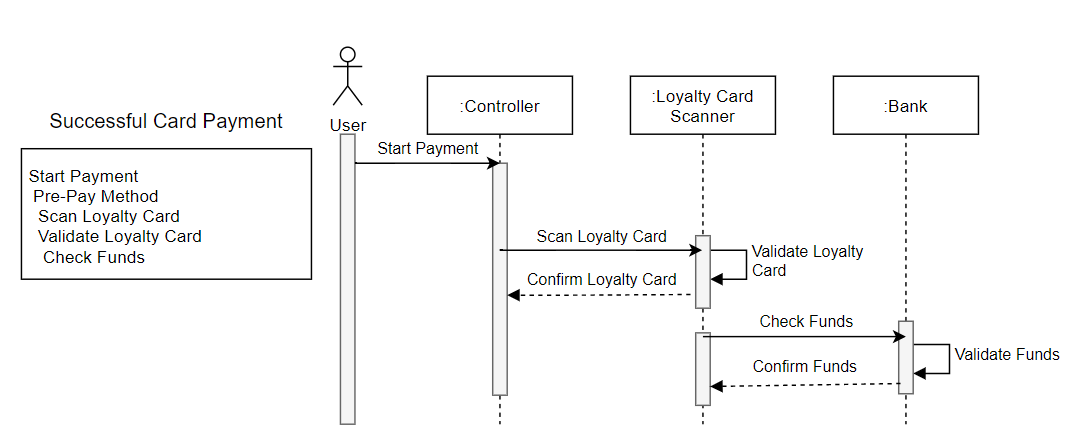 Successful Card Payment
Start Payment
Pre-Pay Method
Scan Loyalty Card
Validate Loyalty Card
Check Funds
User
:Controller
:Loyalty Card
Scanner
:Bank
Start Payment
Scan Loyalty Card
Validate Loyalty
Card
Confirm Loyalty Card
Check Funds
Validate Funds
Confirm Funds